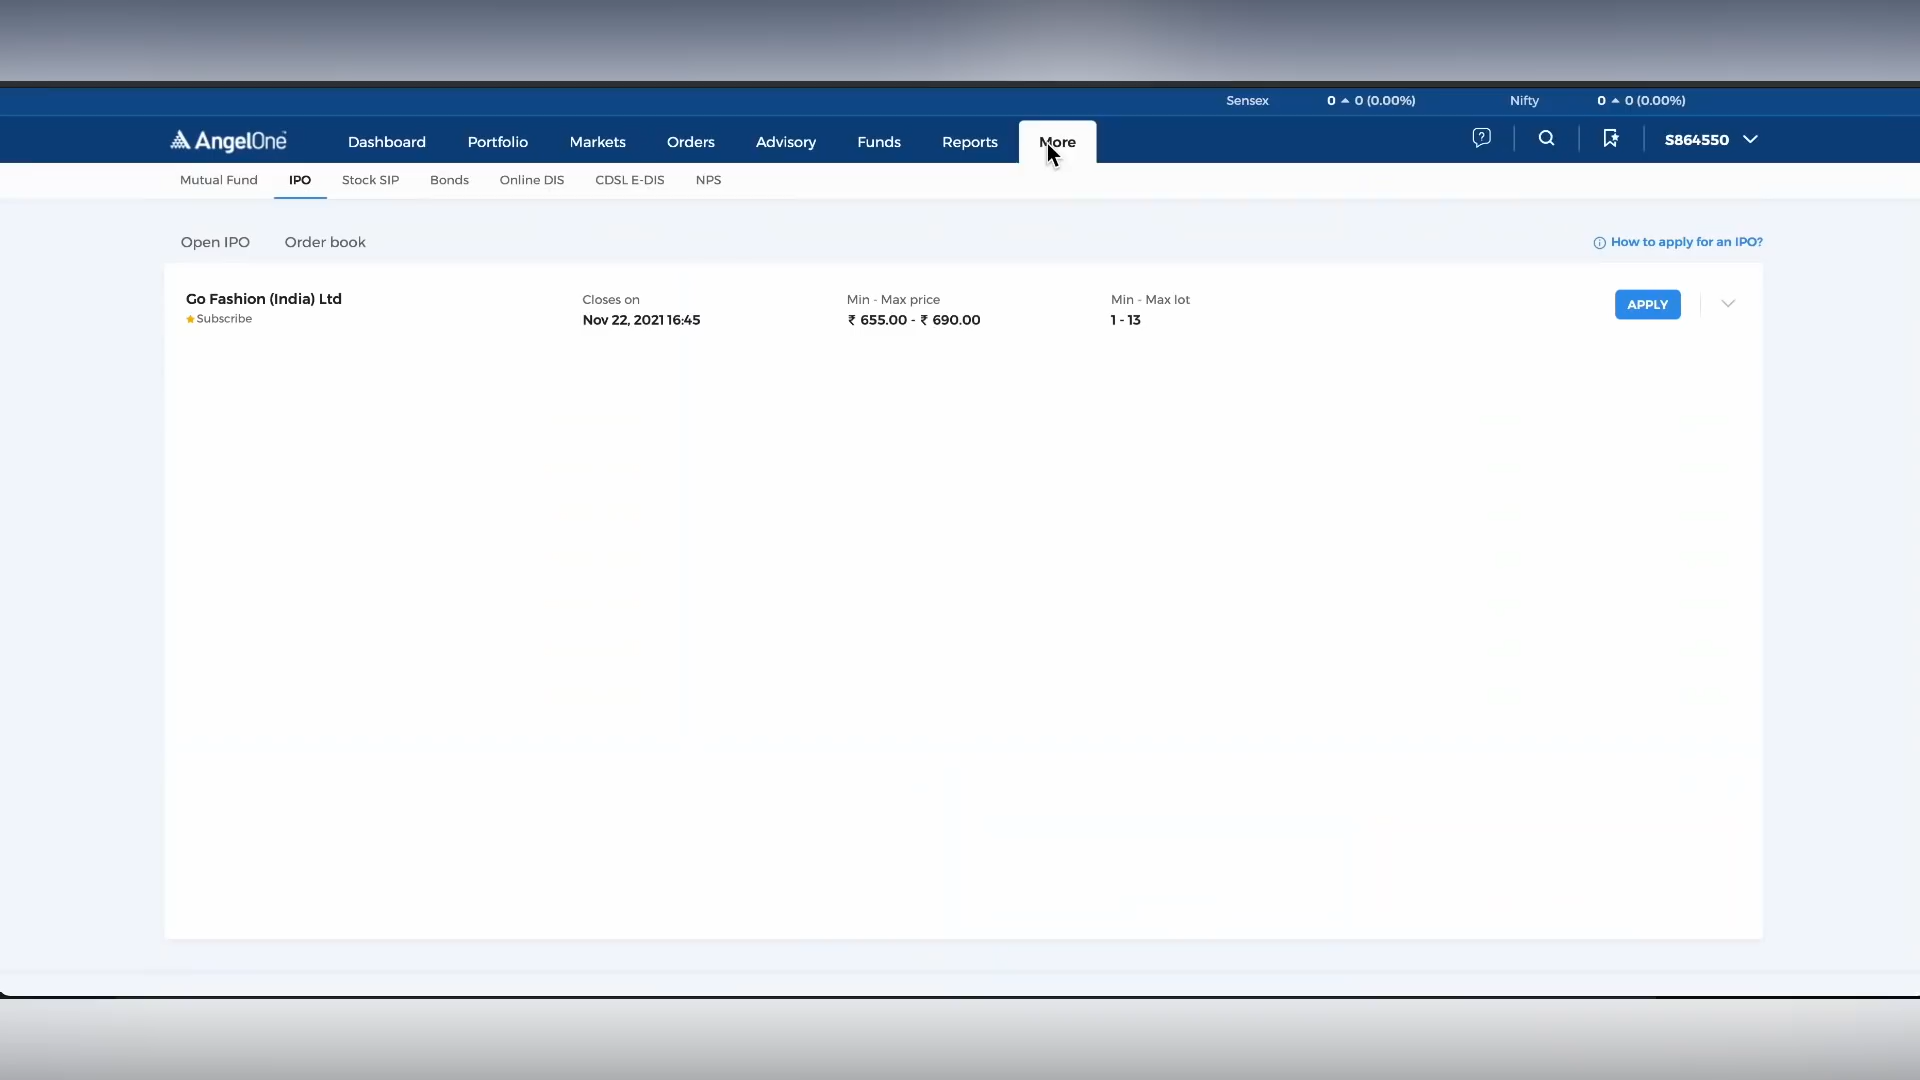 Sensex 0 0 (0.00%) Nifty 0 0 (0.00%)
AngelOne Dashboard Portfolio Markets Orders Advisory Funds Reports More S864550
Mutual Fund IPO Stock SIP Bonds Online DIS CDSL E-DIS NPS
Open IPO Order book How to apply for an IPO?
Go Fashion (India) Ltd Closes on Min - Max price Min - Max lot APPLY
Subscribe Nov 22, 2021 16:45 ₹ 655.00 - ₹ 690.00 1 - 13